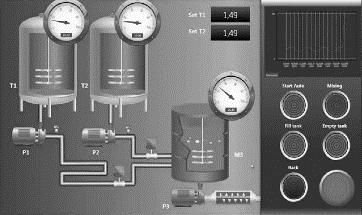 Set T1 1,49
Set T2 1,49
T1
T2
Start Auto
Mixing
Fill tank
Empty tank
P1
P2
M3
Back
P3